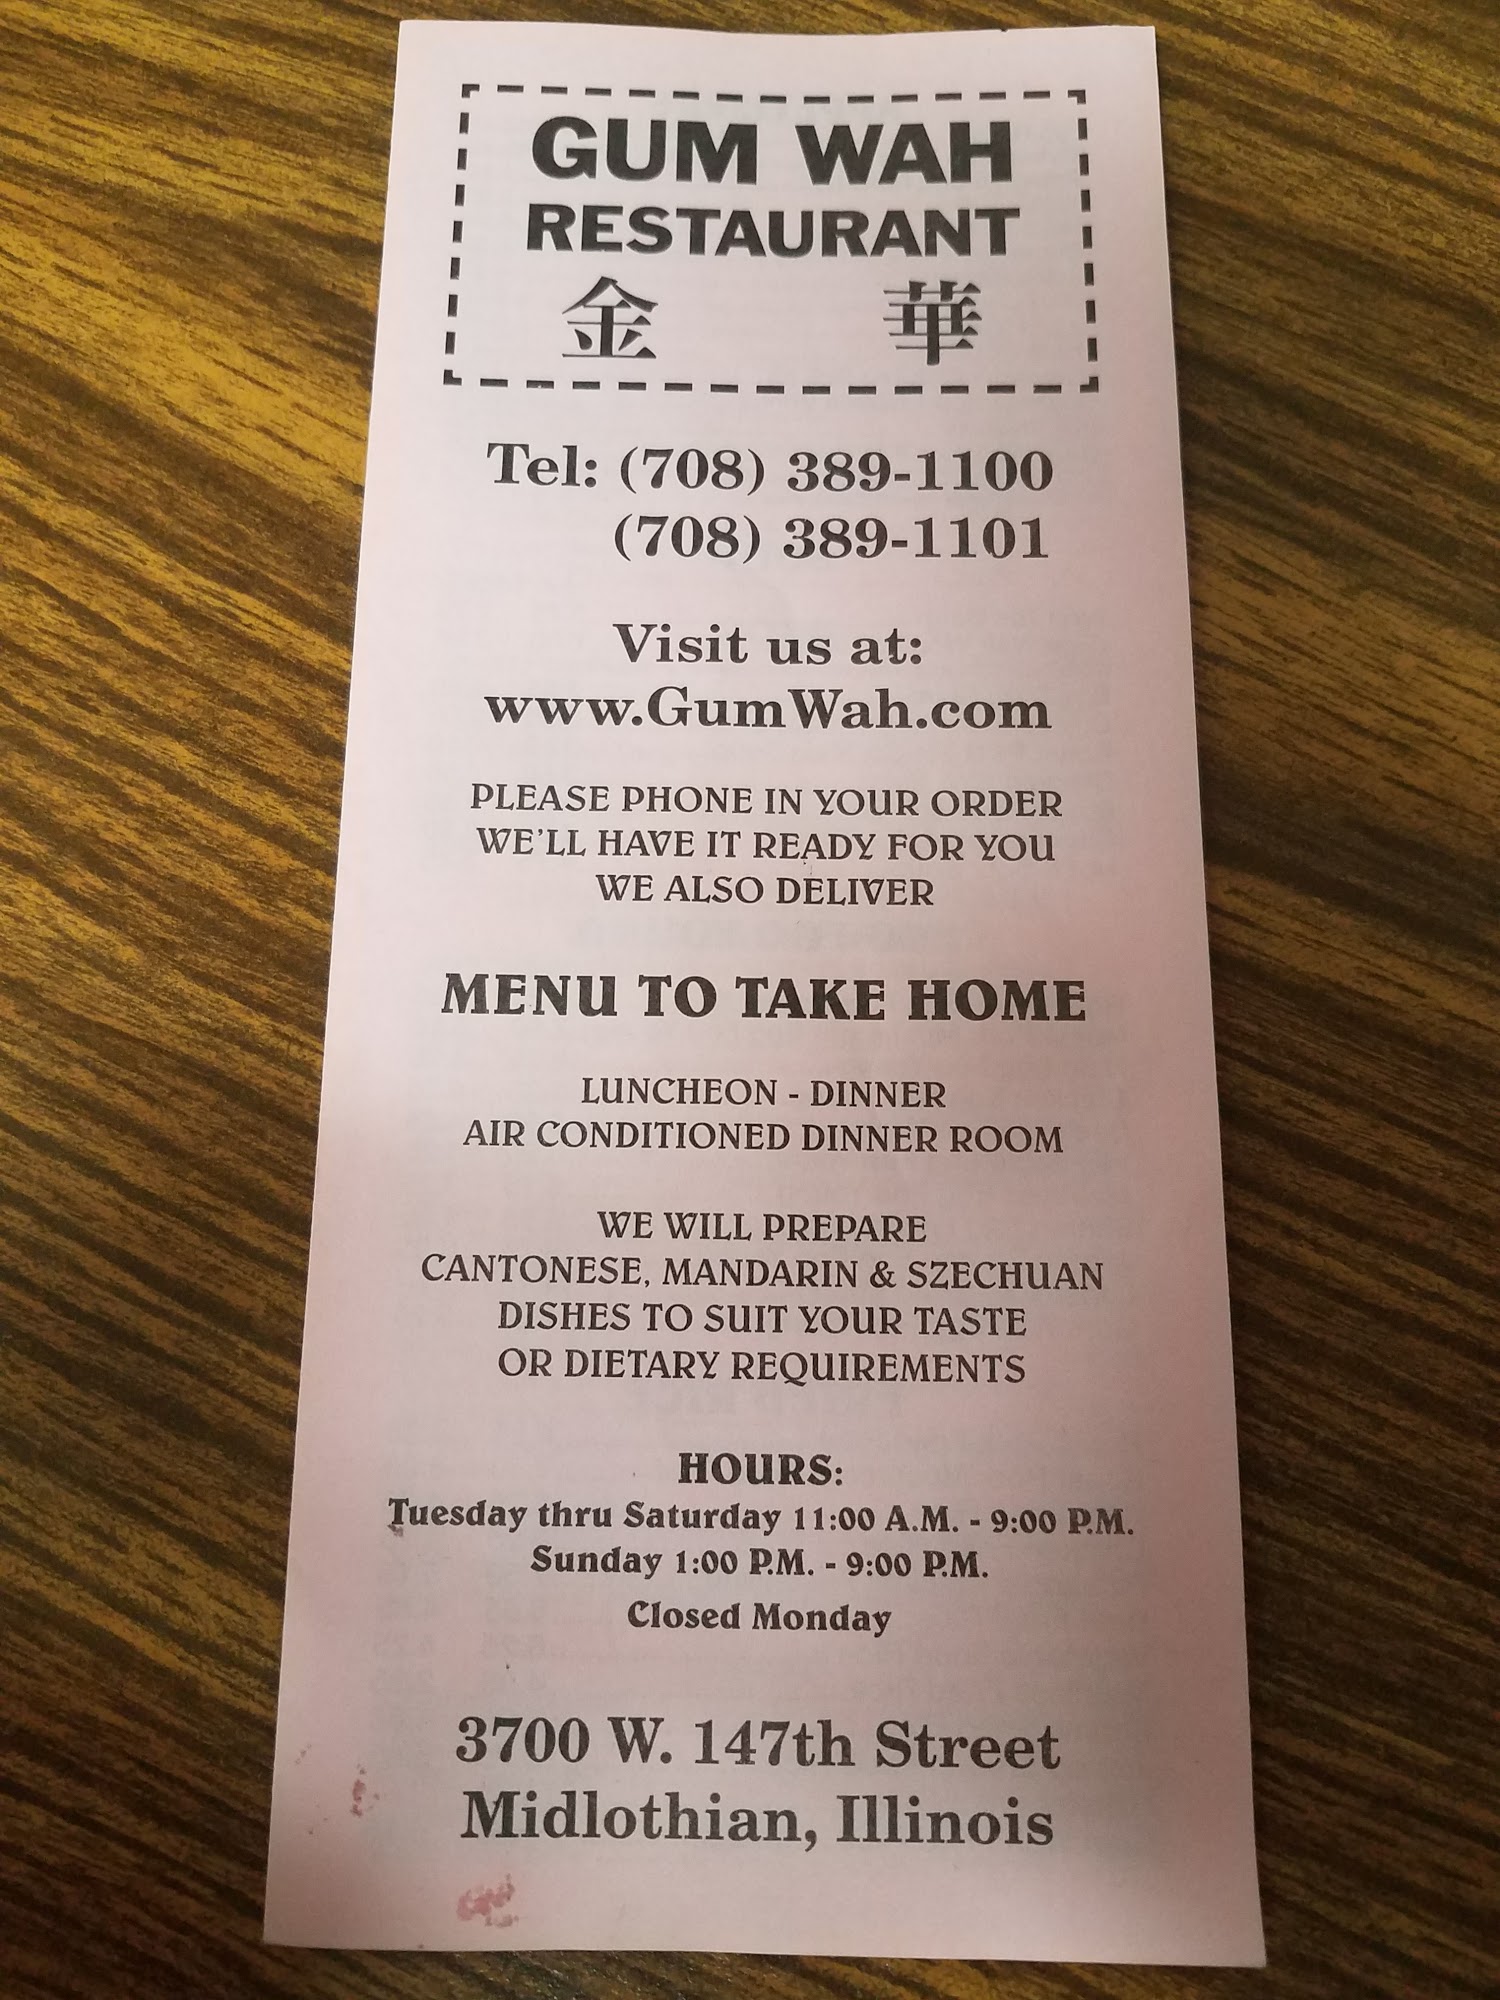 GUM WAH
RESTAURANT
金 華
Tel: (708) 389-1100
(708) 389-1101
Visit us at:
www.GumWah.com
PLEASE PHONE IN YOUR ORDER
WE'LL HAVE IT READY FOR YOU
WE ALSO DELIVER
MENU TO TAKE HOME
LUNCHEON - DINNER
AIR CONDITIONED DINNER ROOM
WE WILL PREPARE
CANTONESE, MANDARIN & SZECHUAN
DISHES TO SUIT YOUR TASTE
OR DIETARY REQUIREMENTS
HOURS:
Tuesday thru Saturday 11:00 A.M. - 9:00 P.M.
Sunday 1:00 P.M. - 9:00 P.M.
Closed Monday
3700 W. 147th Street
Midlothian, Illinois